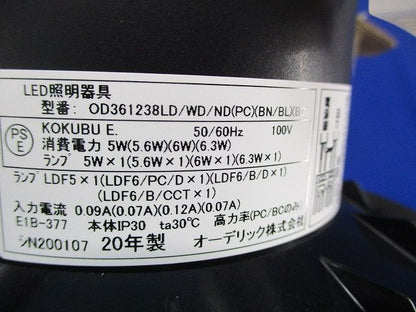 LED照明器具
型番: OD361238LD/WD/ND(PC)(BN/BL)(B
PS
E
KOKUBU E. 50/60Hz 100V
消費電力 5W(5.6W)(6W)(6.3W)
ランプ 5W×1(5.6W×1)(6W×1)(6.3W×1)
ランプ LDF5×1(LDF6/PC/D×1)(LDF6/B/D×1)
(LDF6/B/CCT×1)
入力電流 0.09A(0.07A)(0.12A)(0.07A)
E1B-377 本体IP30 ta30℃ 高力率(PC/BCのみ)
SN200107 20年製 オーデリック株式会社